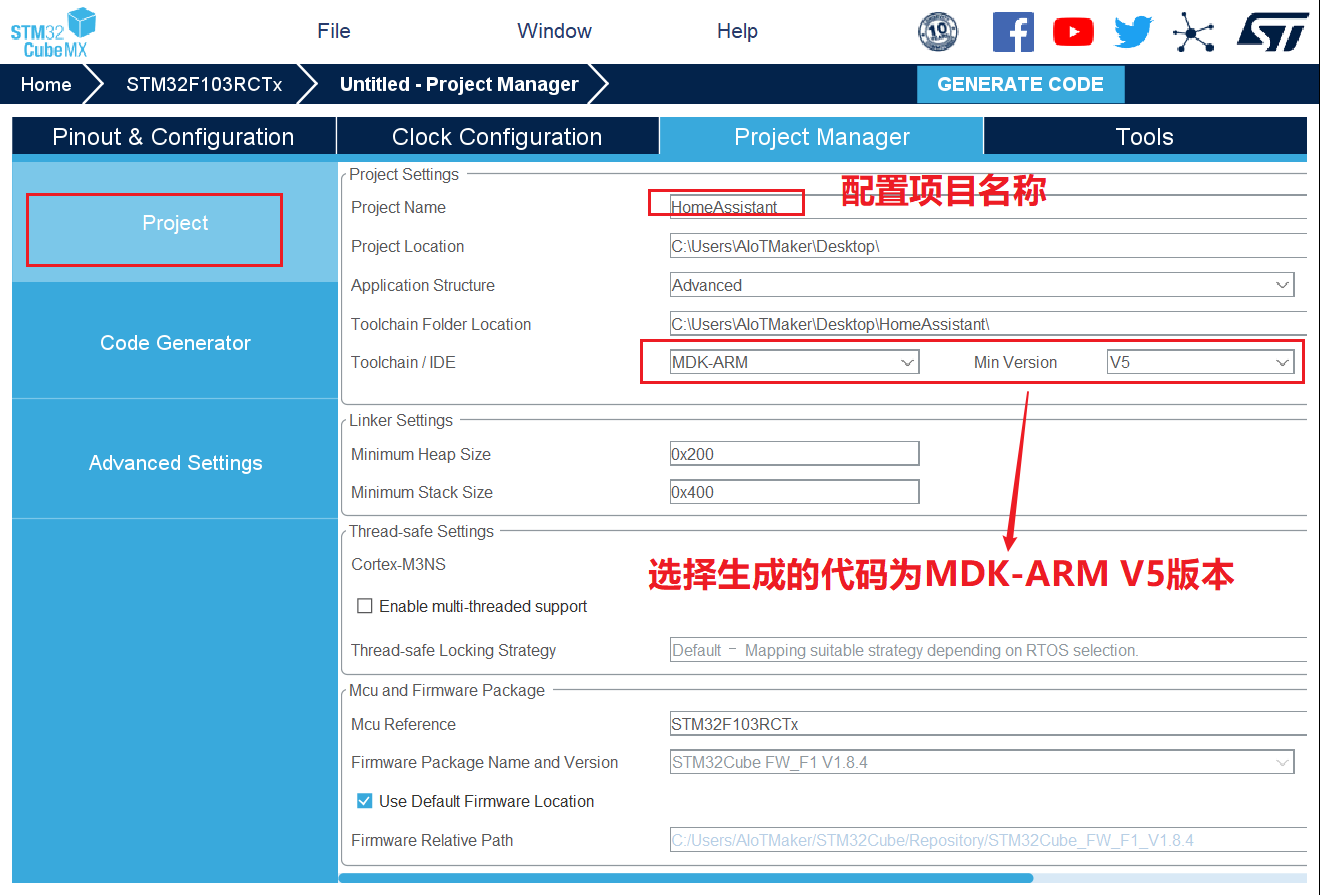 STM32
CubeMX
File
Window
Help
10
Home
STM32F103RCTx
Untitled - Project Manager
GENERATE CODE
Pinout & Configuration
Clock Configuration
Project Manager
Tools
Project
Code Generator
Advanced Settings
Project Settings
配置项目名称
Project Name
HomeAssistant
Project Location
C:\Users\AIoTMaker\Desktop\
Application Structure
Advanced
Toolchain Folder Location
C:\Users\AIoTMaker\Desktop\HomeAssistant\
Toolchain / IDE
MDK-ARM
Min Version
V5
Linker Settings
Minimum Heap Size
0x200
Minimum Stack Size
0x400
Thread-safe Settings
Cortex-M3NS
选择生成的代码为MDK-ARM V5版本
Enable multi-threaded support
Thread-safe Locking Strategy
Default － Mapping suitable strategy depending on RTOS selection.
Mcu and Firmware Package
Mcu Reference
STM32F103RCTx
Firmware Package Name and Version
STM32Cube FW_F1 V1.8.4
Use Default Firmware Location
Firmware Relative Path
C:/Users/AIoTMaker/STM32Cube/Repository/STM32Cube_FW_F1_V1.8.4